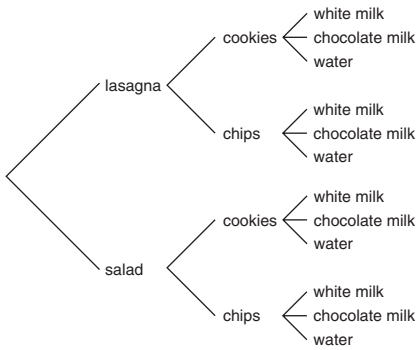 white milk
cookies
chocolate milk
water
lasagna
white milk
chips
chocolate milk
water
white milk
cookies
chocolate milk
water
salad
white milk
chips
chocolate milk
water